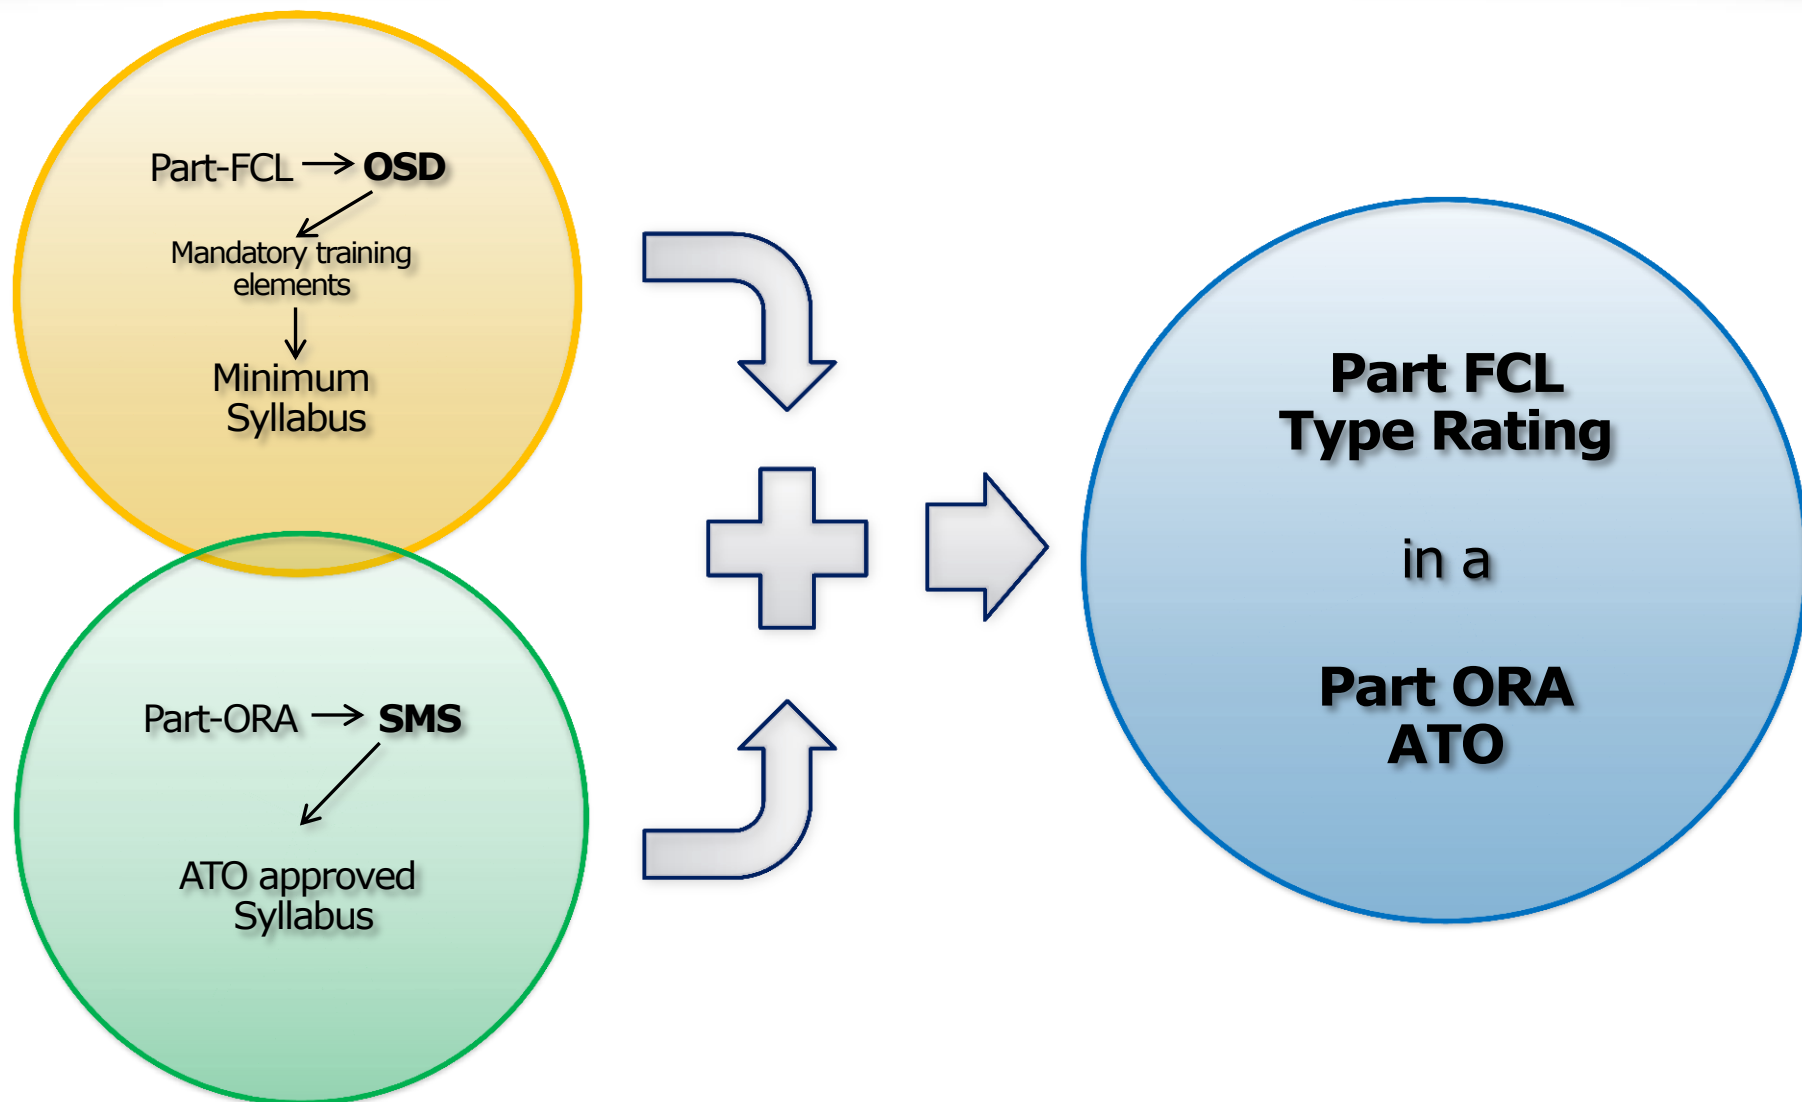 Part-FCL OSD
Mandatory training
elements
Minimum
Syllabus
Part-ORA SMS
ATO approved
Syllabus
Part FCL
Type Rating
in a
Part ORA
ATO